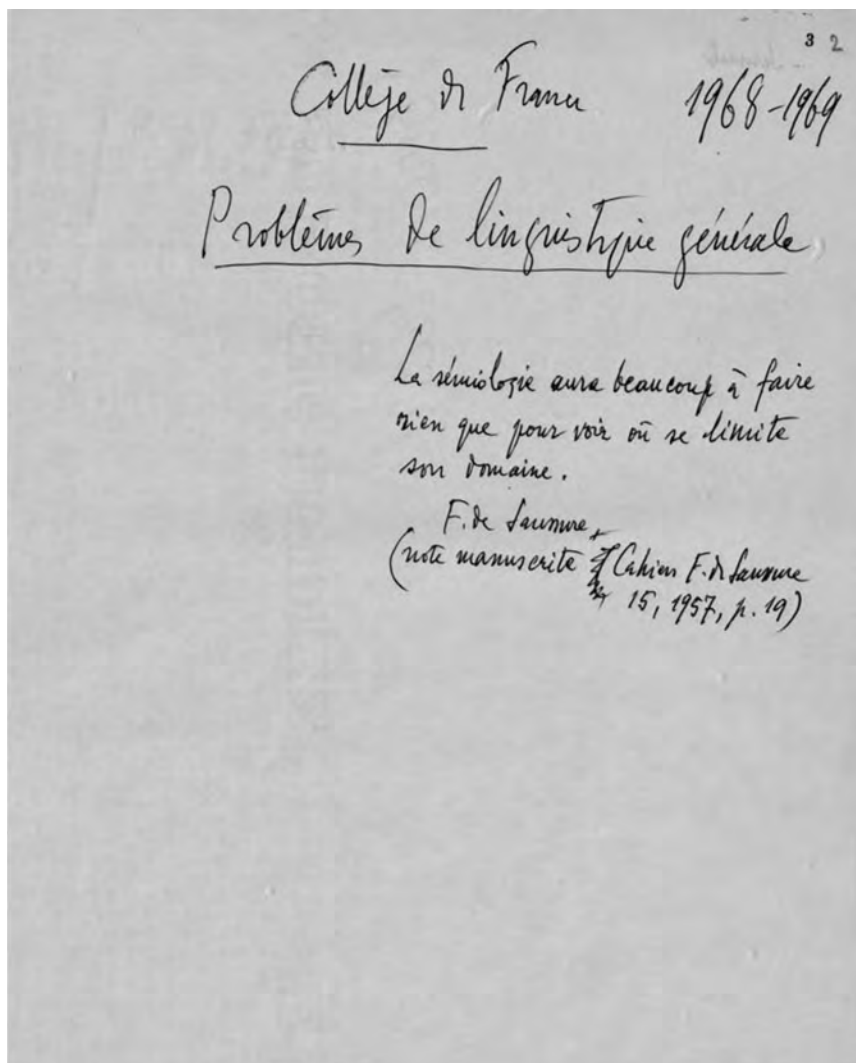 3 2
Collège de France 1968-1969
Problèmes de linguistique générale
La sémiologie aura beaucoup à faire
rien que pour voir où se limite
son domaine.
F. de Saussure
(note manuscrite Cahiers F. de Saussure
15, 1957, p. 19)